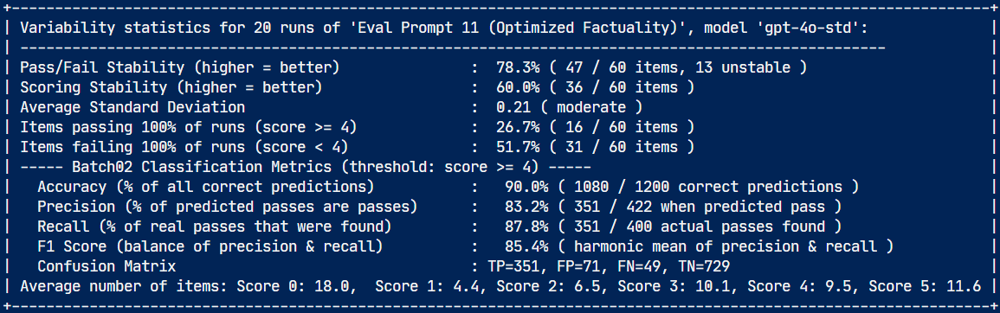 +-----------------------------------------------------------------------------------------------------------------+
| Variability statistics for 20 runs of 'Eval Prompt 11 (Optimized Factuality)', model 'gpt-4o-std': |
| ---------------------------------------------------------------------------------------------------- |
| Pass/Fail Stability (higher = better) : 78.3% ( 47 / 60 items, 13 unstable ) |
| Scoring Stability (higher = better) : 60.0% ( 36 / 60 items ) |
| Average Standard Deviation : 0.21 ( moderate ) |
| Items passing 100% of runs (score >= 4) : 26.7% ( 16 / 60 items ) |
| Items failing 100% of runs (score < 4) : 51.7% ( 31 / 60 items ) |
| ----- Batch02 Classification Metrics (threshold: score >= 4) ----- |
| Accuracy (% of all correct predictions) : 90.0% ( 1080 / 1200 correct predictions ) |
| Precision (% of predicted passes are passes) : 83.2% ( 351 / 422 when predicted pass ) |
| Recall (% of real passes that were found) : 87.8% ( 351 / 400 actual passes found ) |
| F1 Score (balance of precision & recall) : 85.4% ( harmonic mean of precision & recall ) |
| Confusion Matrix : TP=351, FP=71, FN=49, TN=729 |
| Average number of items: Score 0: 18.0, Score 1: 4.4, Score 2: 6.5, Score 3: 10.1, Score 4: 9.5, Score 5: 11.6 |
+-----------------------------------------------------------------------------------------------------------------+